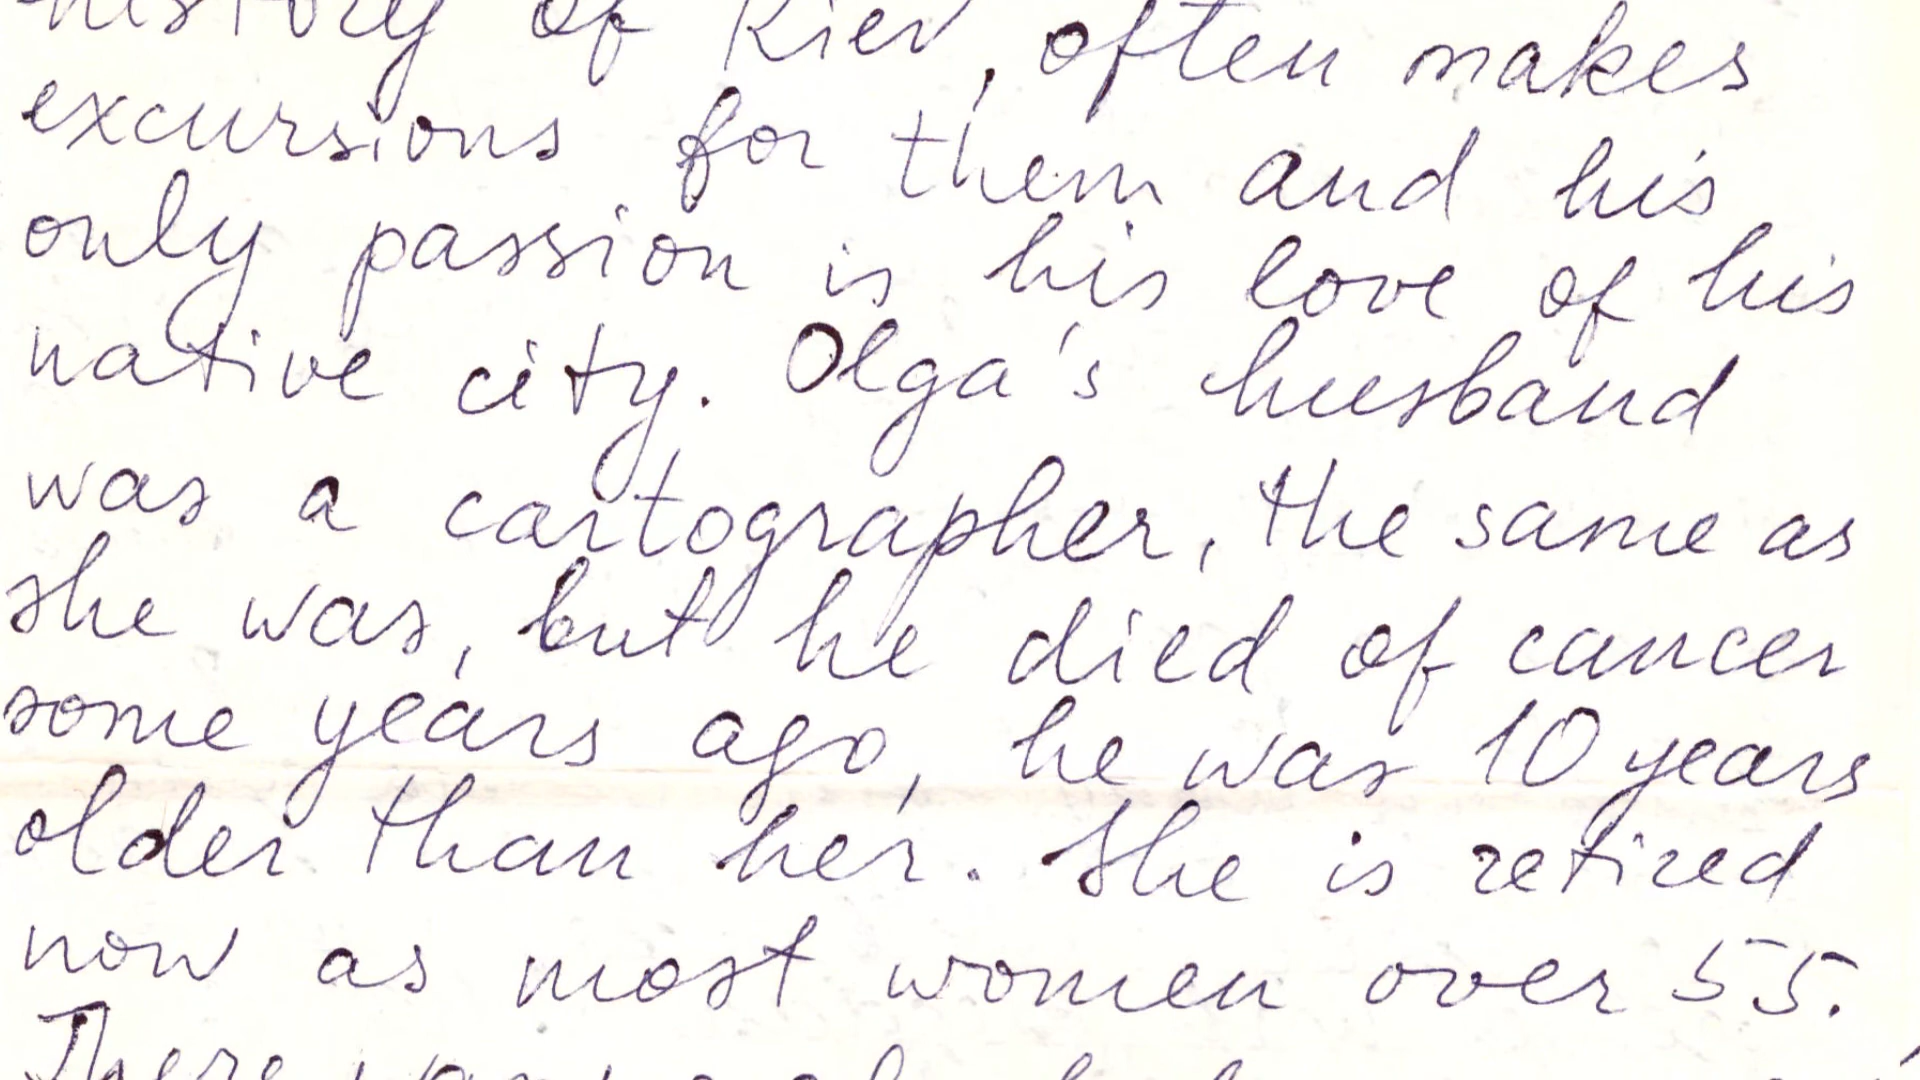 history of Kiev, often makes
excursions for them and his
only passion is his love of his
native city. Olga's husband
was a cartographer, the same as
she was, but he died of cancer
some years ago, he was 10 years
older than her. She is retired
now as most women over 55.
There